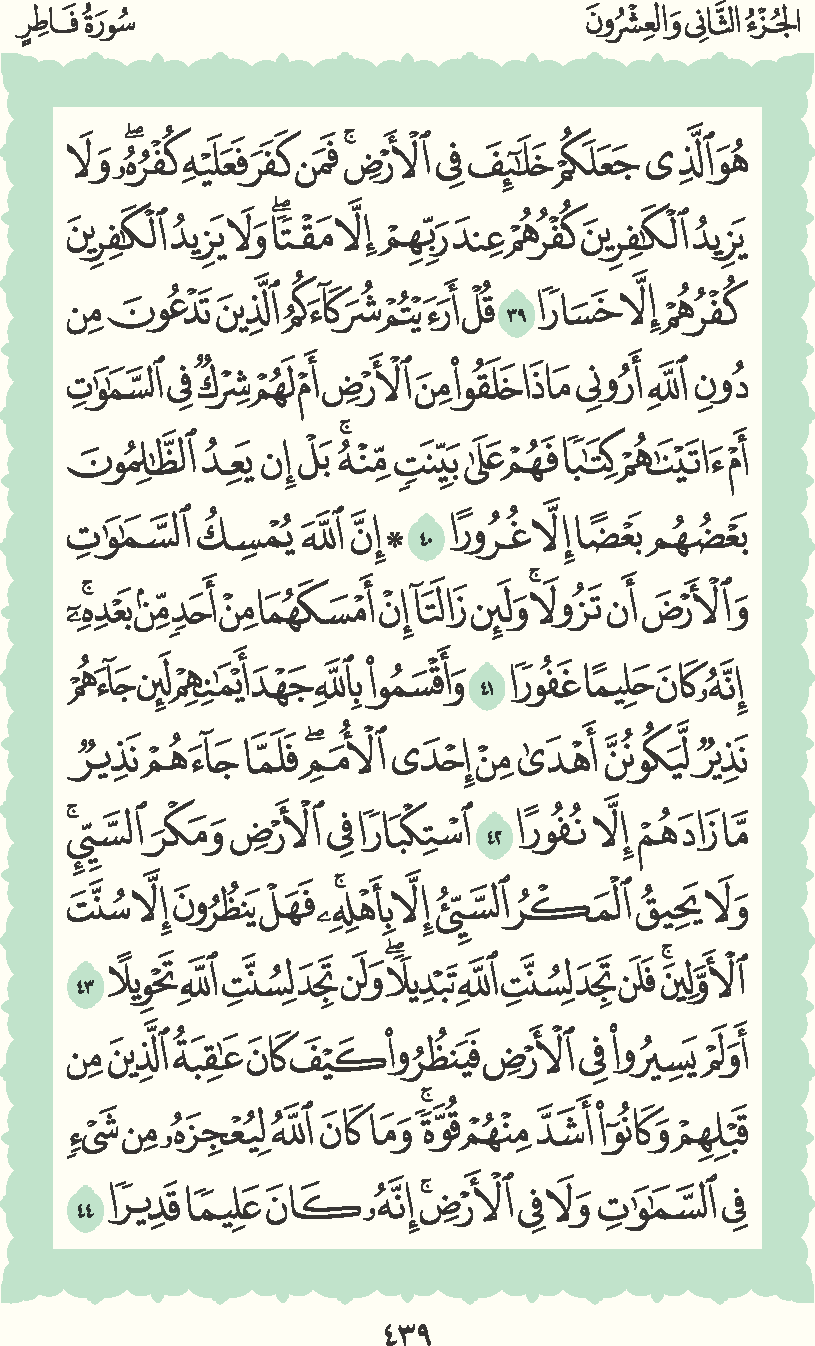 الجُزْءُ الثَّانِي وَالعِشْرُونَ
سُورَةُ فَاطِرٍ
هُوَ ٱلَّذِى جَعَلَكُمْ خَلَـٰٓئِفَ فِى ٱلْأَرْضِ ۚ فَمَن كَفَرَ فَعَلَيْهِ كُفْرُهُۥ ۖ وَلَا
يَزِيدُ ٱلْكَـٰفِرِينَ كُفْرُهُمْ عِندَ رَبِّهِمْ إِلَّا مَقْتًا ۖ وَلَا يَزِيدُ ٱلْكَـٰفِرِينَ
كُفْرُهُمْ إِلَّا خَسَارًا ٣٩ قُلْ أَرَءَيْتُمْ شُرَكَآءَكُمُ ٱلَّذِينَ تَدْعُونَ مِن
دُونِ ٱللَّهِ أَرُونِى مَاذَا خَلَقُوا۟ مِنَ ٱلْأَرْضِ أَمْ لَهُمْ شِرْكٌ فِى ٱلسَّمَـٰوَٰتِ
أَمْ ءَاتَيْنَـٰهُمْ كِتَـٰبًا فَهُمْ عَلَىٰ بَيِّنَتٍ مِّنْهُ ۚ بَلْ إِن يَعِدُ ٱلظَّـٰلِمُونَ
بَعْضُهُم بَعْضًا إِلَّا غُرُورًا ٤٠ * إِنَّ ٱللَّهَ يُمْسِكُ ٱلسَّمَـٰوَٰتِ
وَٱلْأَرْضَ أَن تَزُولَا ۚ وَلَئِن زَالَتَآ إِنْ أَمْسَكَهُمَا مِنْ أَحَدٍ مِّنۢ بَعْدِهِۦٓ ۚ
إِنَّهُۥ كَانَ حَلِيمًا غَفُورًا ٤١ وَأَقْسَمُوا۟ بِٱللَّهِ جَهْدَ أَيْمَـٰنِهِمْ لَئِن جَآءَهُمْ
نَذِيرٌ لَّيَكُونُنَّ أَهْدَىٰ مِنْ إِحْدَى ٱلْأُمَمِ ۖ فَلَمَّا جَآءَهُمْ نَذِيرٌ
مَّا زَادَهُمْ إِلَّا نُفُورًا ٤٢ ٱسْتِكْبَارًا فِى ٱلْأَرْضِ وَمَكْرَ ٱلسَّيِّئِ ۚ
وَلَا يَحِيقُ ٱلْمَكْرُ ٱلسَّيِّئُ إِلَّا بِأَهْلِهِۦ ۚ فَهَلْ يَنظُرُونَ إِلَّا سُنَّتَ
ٱلْأَوَّلِينَ ۚ فَلَن تَجِدَ لِسُنَّتِ ٱللَّهِ تَبْدِيلًا ۖ وَلَن تَجِدَ لِسُنَّتِ ٱللَّهِ تَحْوِيلًا ٤٣
أَوَلَمْ يَسِيرُوا۟ فِى ٱلْأَرْضِ فَيَنظُرُوا۟ كَيْفَ كَانَ عَـٰقِبَةُ ٱلَّذِينَ مِن
قَبْلِهِمْ وَكَانُوٓا۟ أَشَدَّ مِنْهُمْ قُوَّةً ۚ وَمَا كَانَ ٱللَّهُ لِيُعْجِزَهُۥ مِن شَىْءٍ
فِى ٱلسَّمَـٰوَٰتِ وَلَا فِى ٱلْأَرْضِ ۚ إِنَّهُۥ كَانَ عَلِيمًا قَدِيرًا ٤٤
٤٣٩